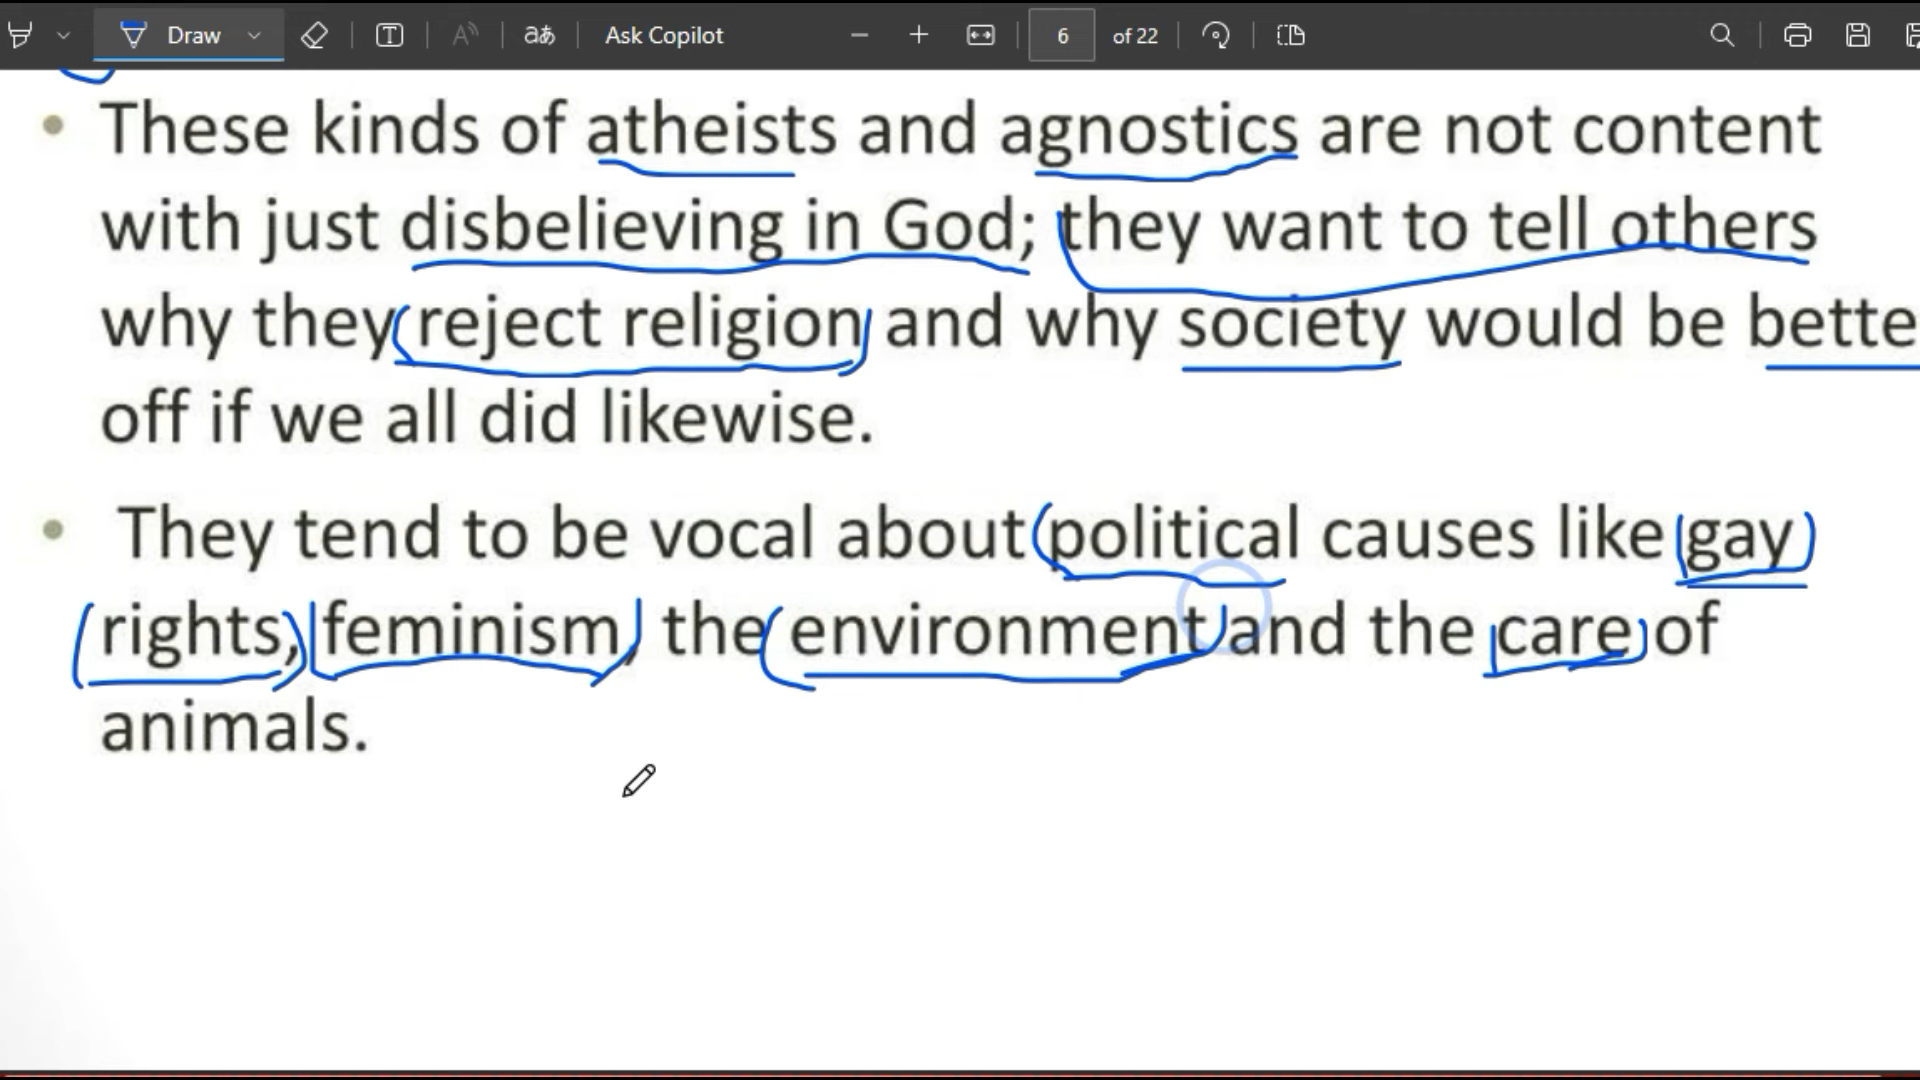 Draw
aあ
Ask Copilot
6 of 22
These kinds of atheists and agnostics are not content
with just disbelieving in God; they want to tell others
why they reject religion and why society would be bette
off if we all did likewise.
They tend to be vocal about political causes like gay
rights, feminism, the environment and the care of
animals.